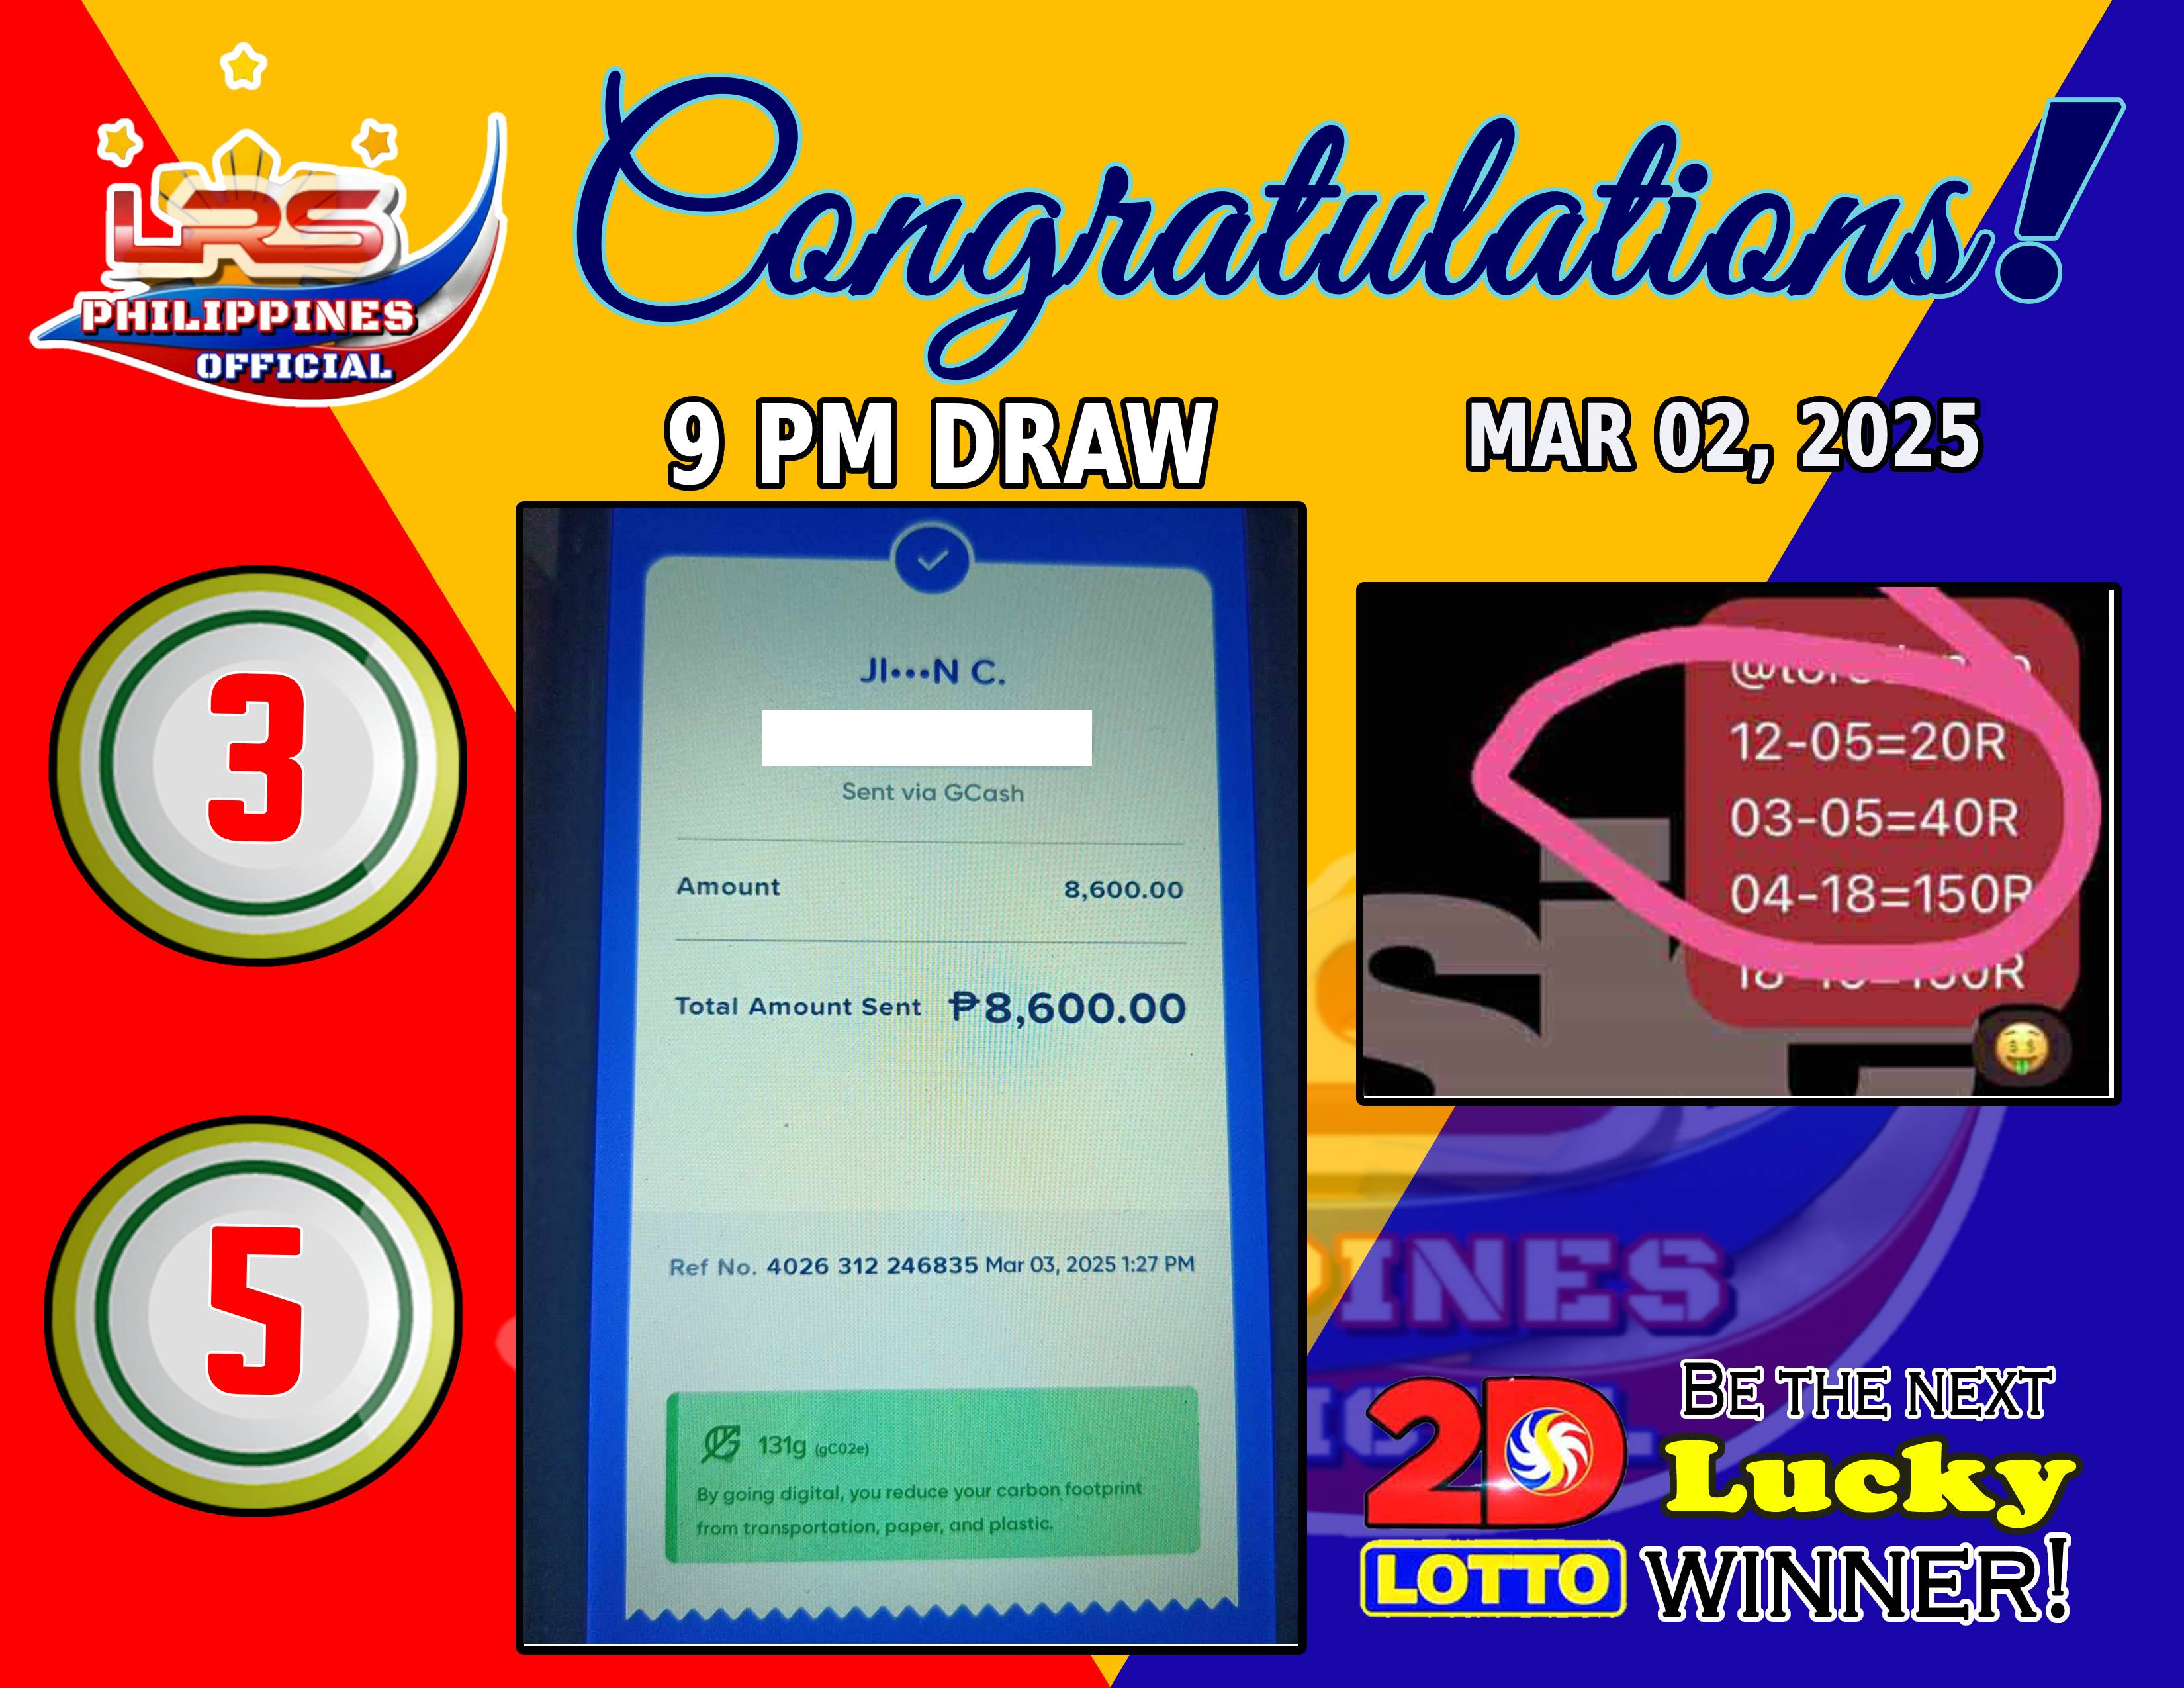 LRS
PHILIPPINES
OFFICIAL
Congratulations!
9 PM DRAW
MAR 02, 2025
3
5
JI•••N C.
Sent via GCash
Amount 8,600.00
Total Amount Sent ₱8,600.00
Ref No. 4026 312 246835 Mar 03, 2025 1:27 PM
131g (gCO2e)
By going digital, you reduce your carbon footprint
from transportation, paper, and plastic.
12-05=20R
03-05=40R
04-18=150R
Si
PINES
2D
LOTTO
BE THE NEXT
Lucky
WINNER!